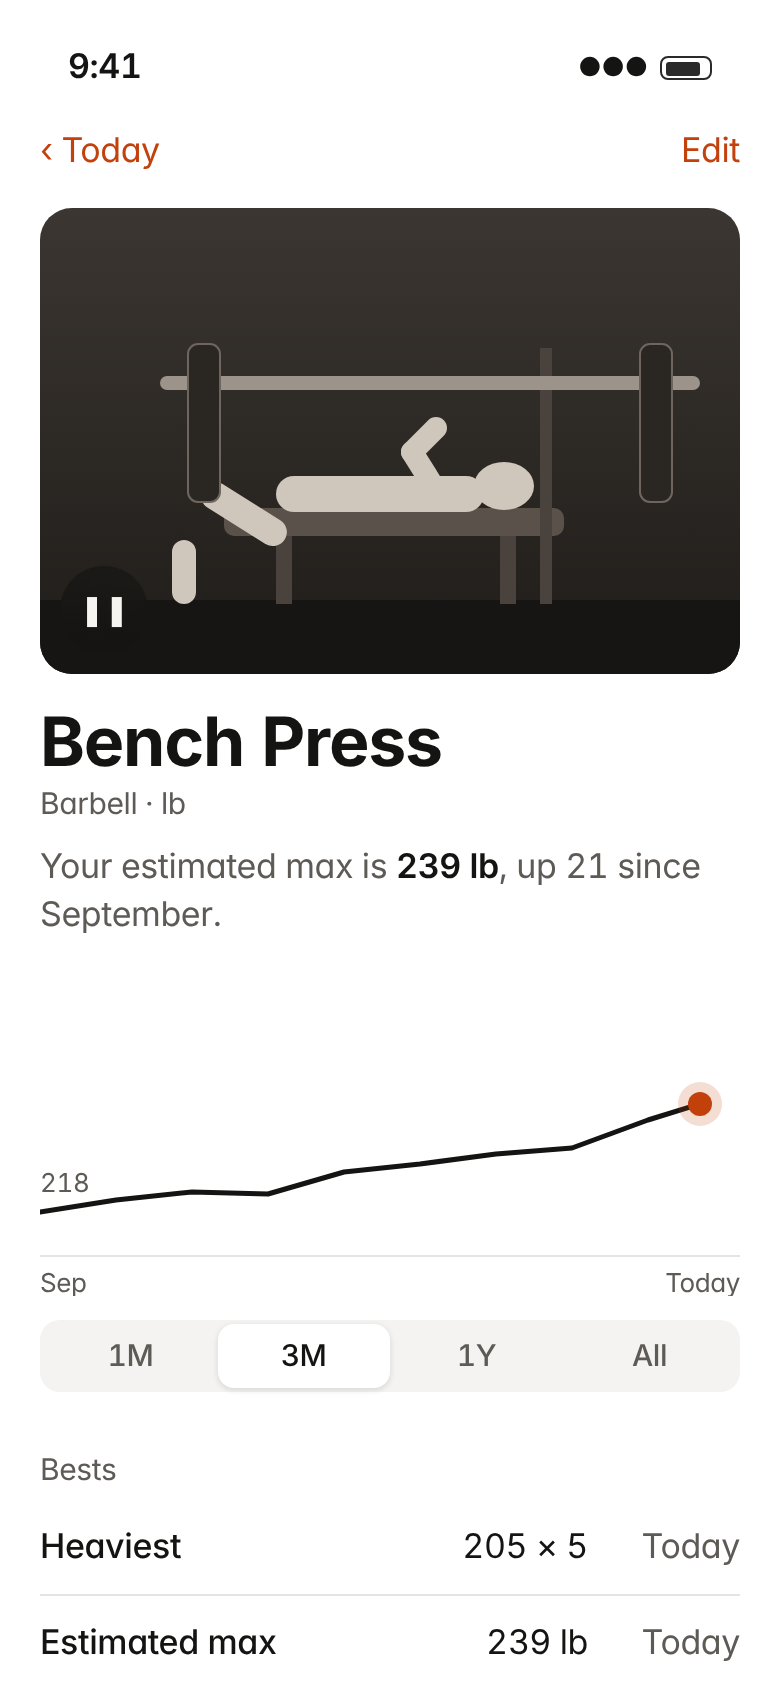 9:41
‹ Today
Edit
Bench Press
Barbell · lb
Your estimated max is 239 lb, up 21 since
September.
218
Sep
Today
1M
3M
1Y
All
Bests
Heaviest
205 × 5
Today
Estimated max
239 lb
Today